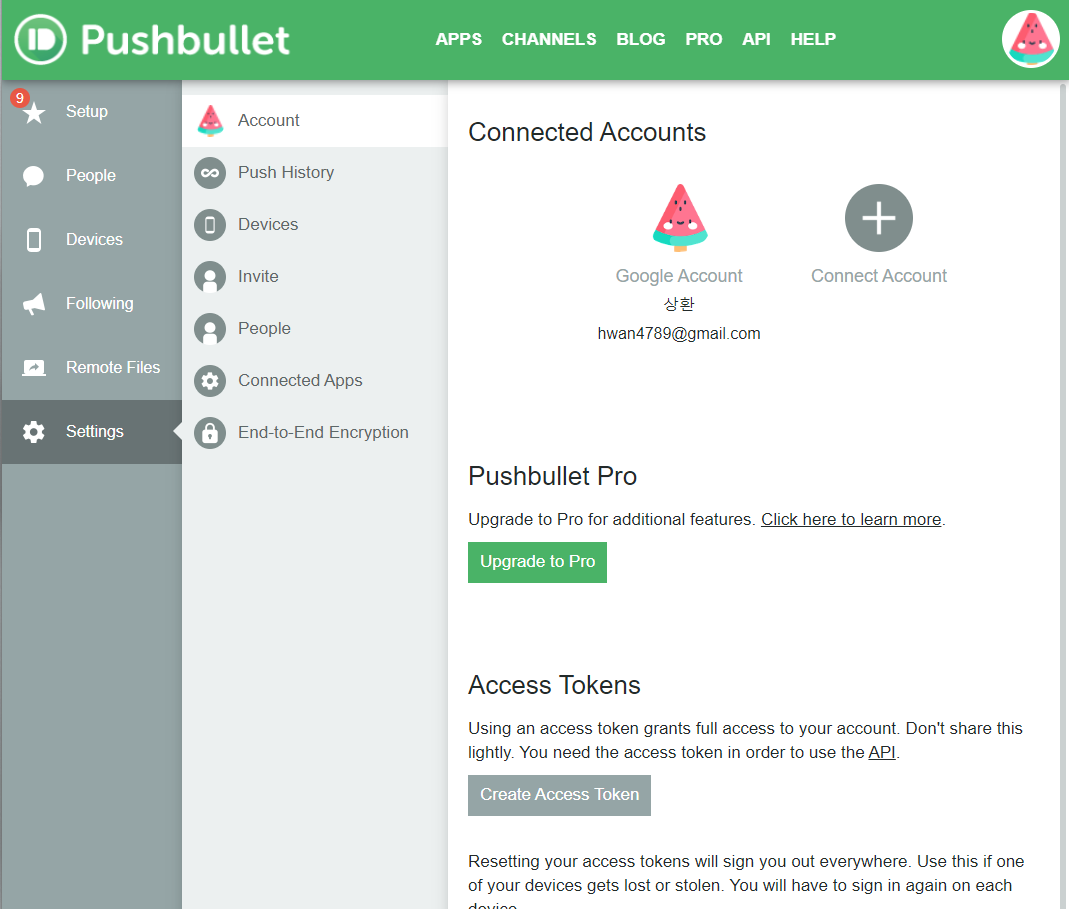 Pushbullet
APPS CHANNELS BLOG PRO API HELP
9
Setup
People
Devices
Following
Remote Files
Settings
Account
Push History
Devices
Invite
People
Connected Apps
End-to-End Encryption
Connected Accounts
Google Account
상환
hwan4789@gmail.com
Connect Account
Pushbullet Pro
Upgrade to Pro for additional features. Click here to learn more.
Upgrade to Pro
Access Tokens
Using an access token grants full access to your account. Don't share this
lightly. You need the access token in order to use the API.
Create Access Token
Resetting your access tokens will sign you out everywhere. Use this if one
of your devices gets lost or stolen. You will have to sign in again on each
device